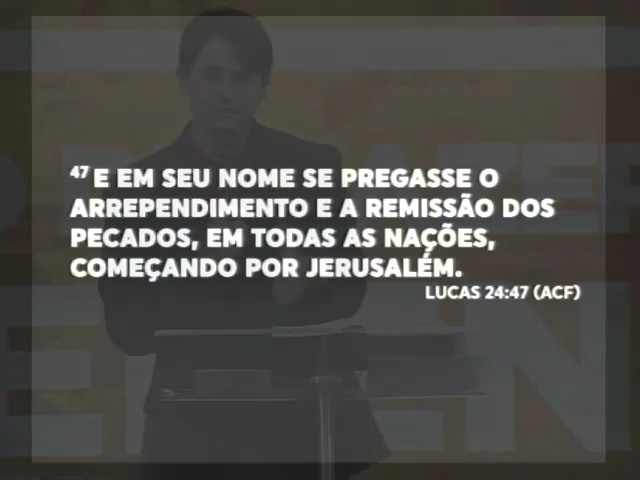 47 E EM SEU NOME SE PREGASSE O
ARREPENDIMENTO E A REMISSÃO DOS
PECADOS, EM TODAS AS NAÇÕES,
COMEÇANDO POR JERUSALÉM.
LUCAS 24:47 (ACF)